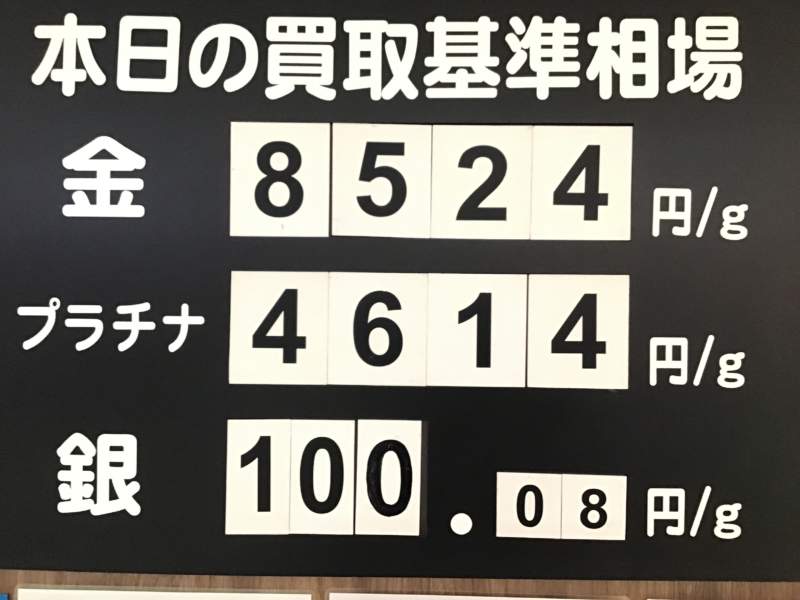 本日の買取基準相場
金 8524 円/g
プラチナ 4614 円/g
銀 100.08 円/g